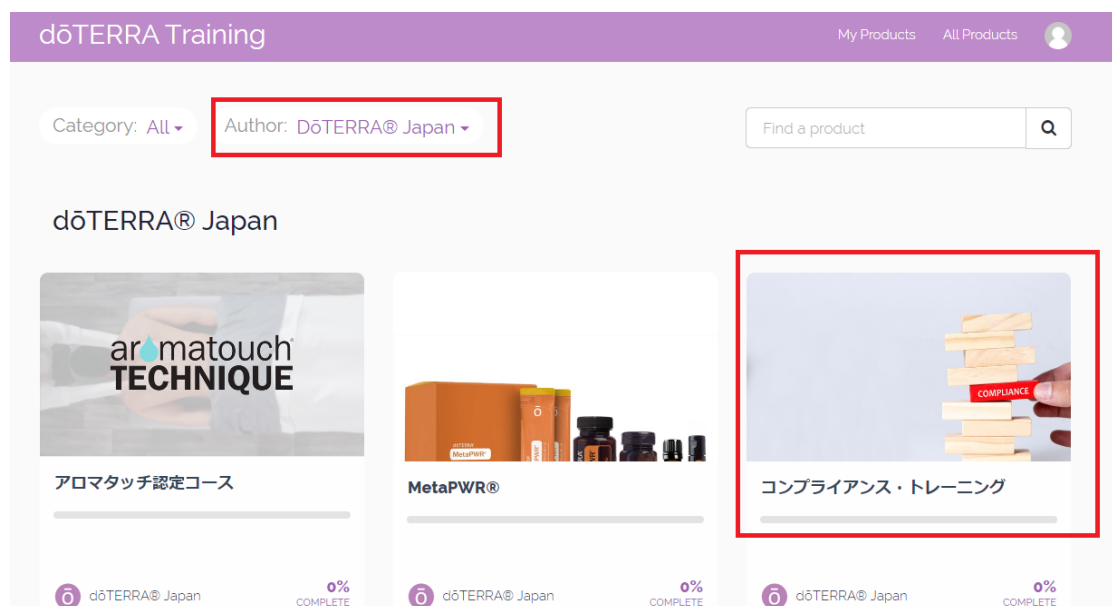 dōTERRA Training
My Products
All Products
Category: All
Author: DōTERRA® Japan
Find a product
dōTERRA® Japan
aromatouch
TECHNIQUE
MetaPWR
COMPLIANCE
アロマタッチ認定コース
MetaPWR®
コンプライアンス・トレーニング
dōTERRA® Japan
0%
COMPLETE
dōTERRA® Japan
0%
COMPLETE
dōTERRA® Japan
0%
COMPLETE